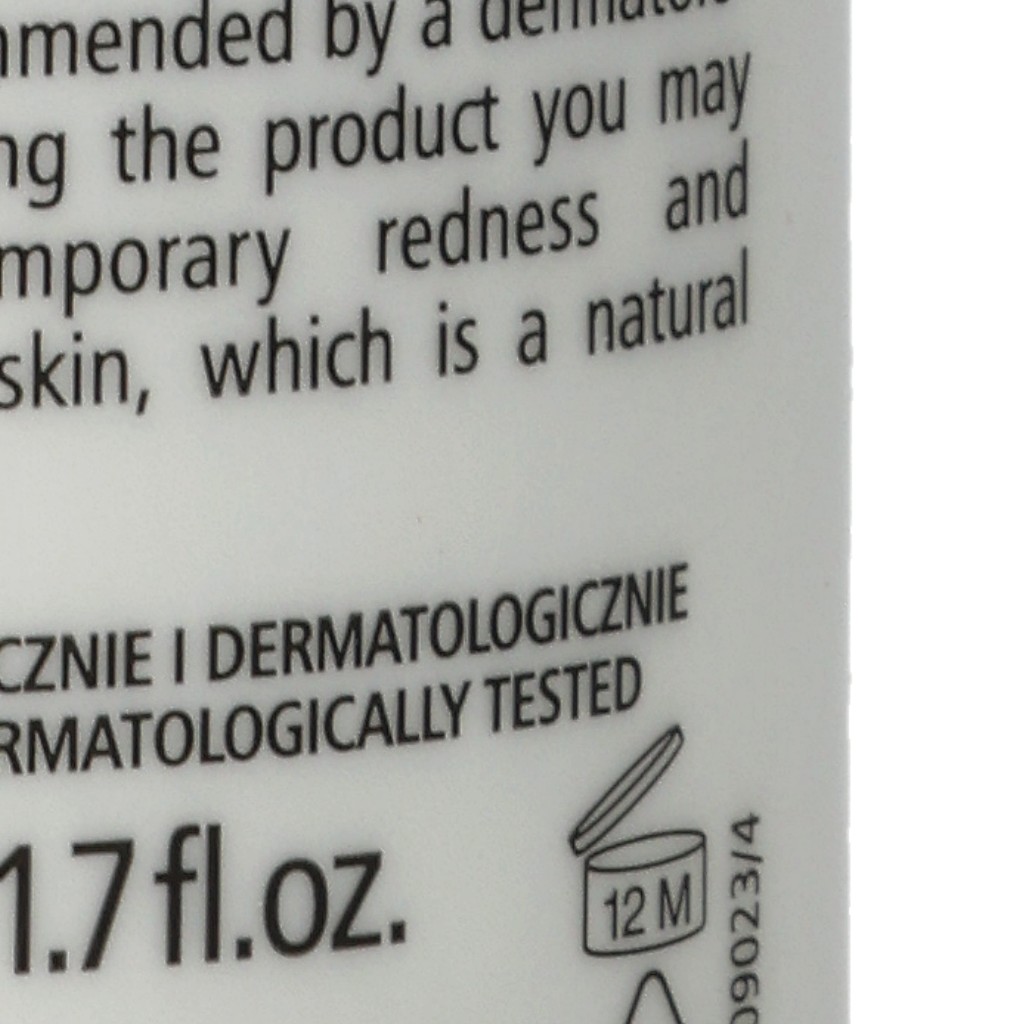 mmended by a dermatolo
ng the product you may
mporary redness and
skin, which is a natural
CZNIE I DERMATOLOGICZNIE
RMATOLOGICALLY TESTED
1.7 fl.oz.
12 M
09023/4